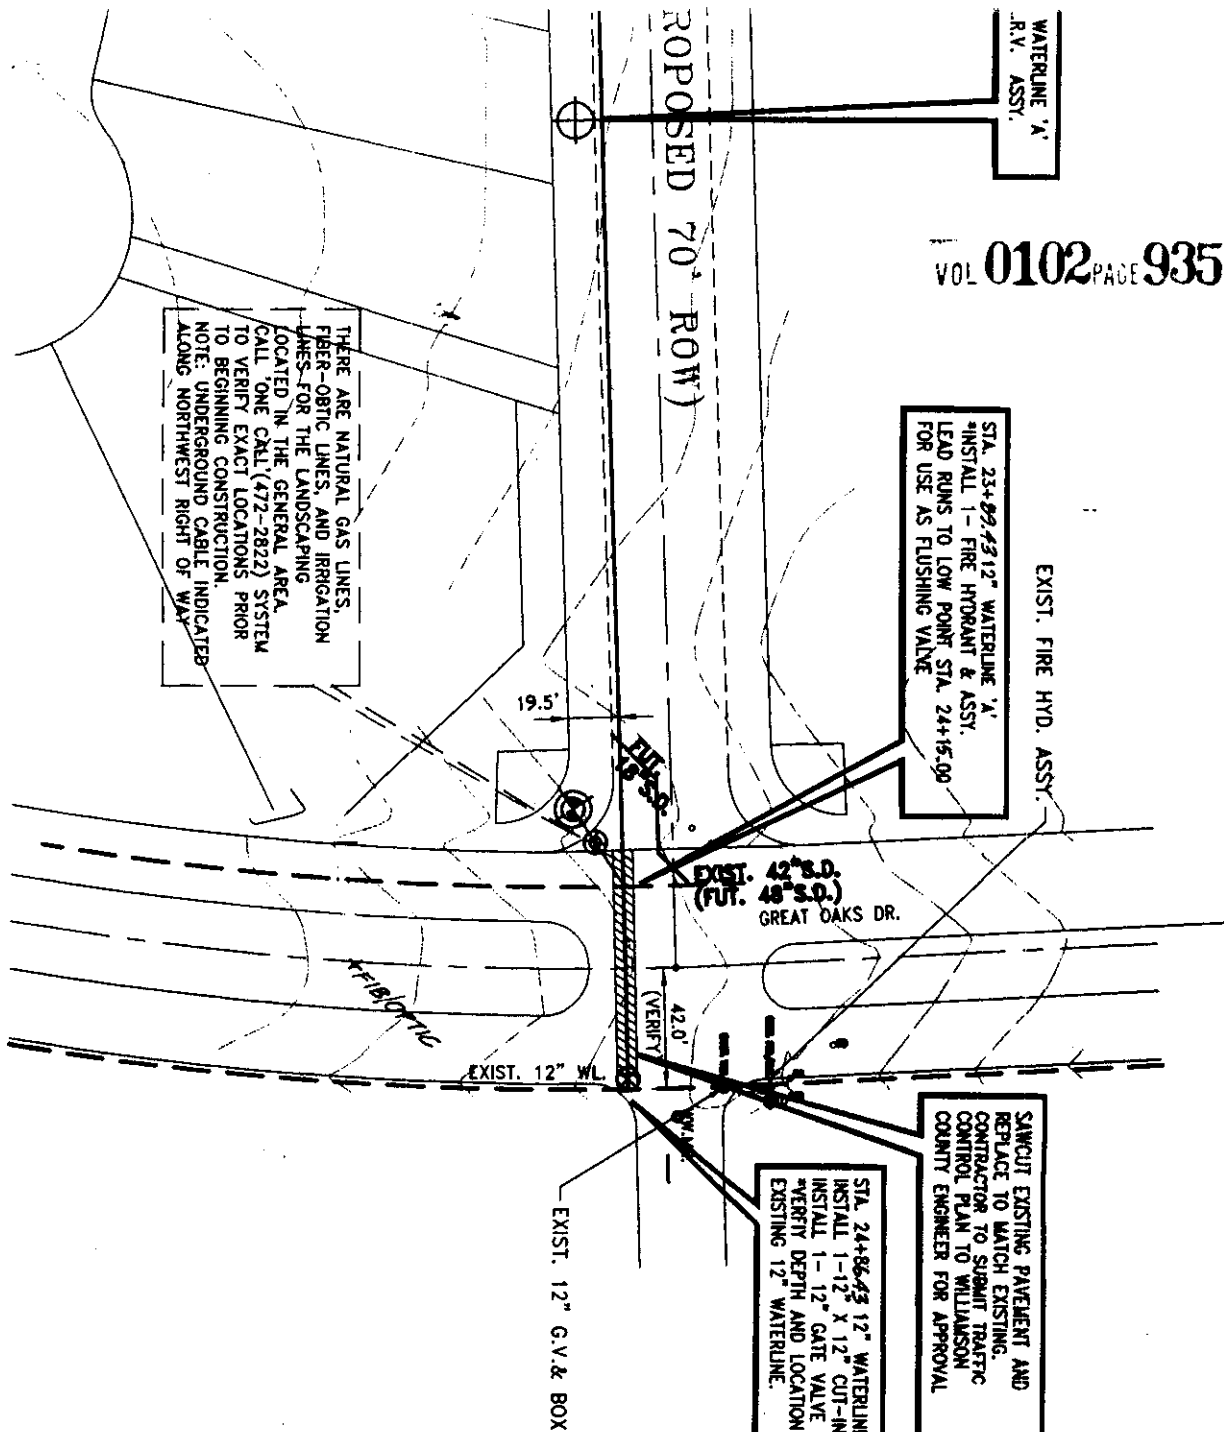 WATERLINE 'A'
.R.V. ASSY.
VOL 0102 PAGE 935
ROPOSED 70' ROW)
THERE ARE NATURAL GAS LINES,
FIBER-OBTIC LINES, AND IRRIGATION
LINES FOR THE LANDSCAPING
LOCATED IN THE GENERAL AREA.
CALL 'ONE CALL'(472-2822) SYSTEM
TO VERIFY EXACT LOCATIONS PRIOR
TO BEGINNING CONSTRUCTION.
NOTE: UNDERGROUND CABLE INDICATED
ALONG NORTHWEST RIGHT OF WAY
STA. 23+89.43 12" WATERLINE 'A'
*INSTALL 1- FIRE HYDRANT & ASSY.
LEAD RUNS TO LOW POINT STA. 24+15.00
FOR USE AS FLUSHING VALVE
EXIST. FIRE HYD. ASSY.
19.5'
FUT.
18" S.D.
EXIST. 42"S.D.
(FUT. 48"S.D.)
GREAT OAKS DR.
42.0'
(VERIFY)
EXIST. 12" WL.
SAWCUT EXISTING PAVEMENT AND
REPLACE TO MATCH EXISTING.
CONTRACTOR TO SUBMIT TRAFFIC
CONTROL PLAN TO WILLIAMSON
COUNTY ENGINEER FOR APPROVAL
STA. 24+86.43 12" WATERLINE
INSTALL 1-12" X 12" CUT-IN
INSTALL 1- 12" GATE VALVE
*VERFIY DEPTH AND LOCATION
EXISTING 12" WATERLINE.
EXIST. 12" G.V.& BOX